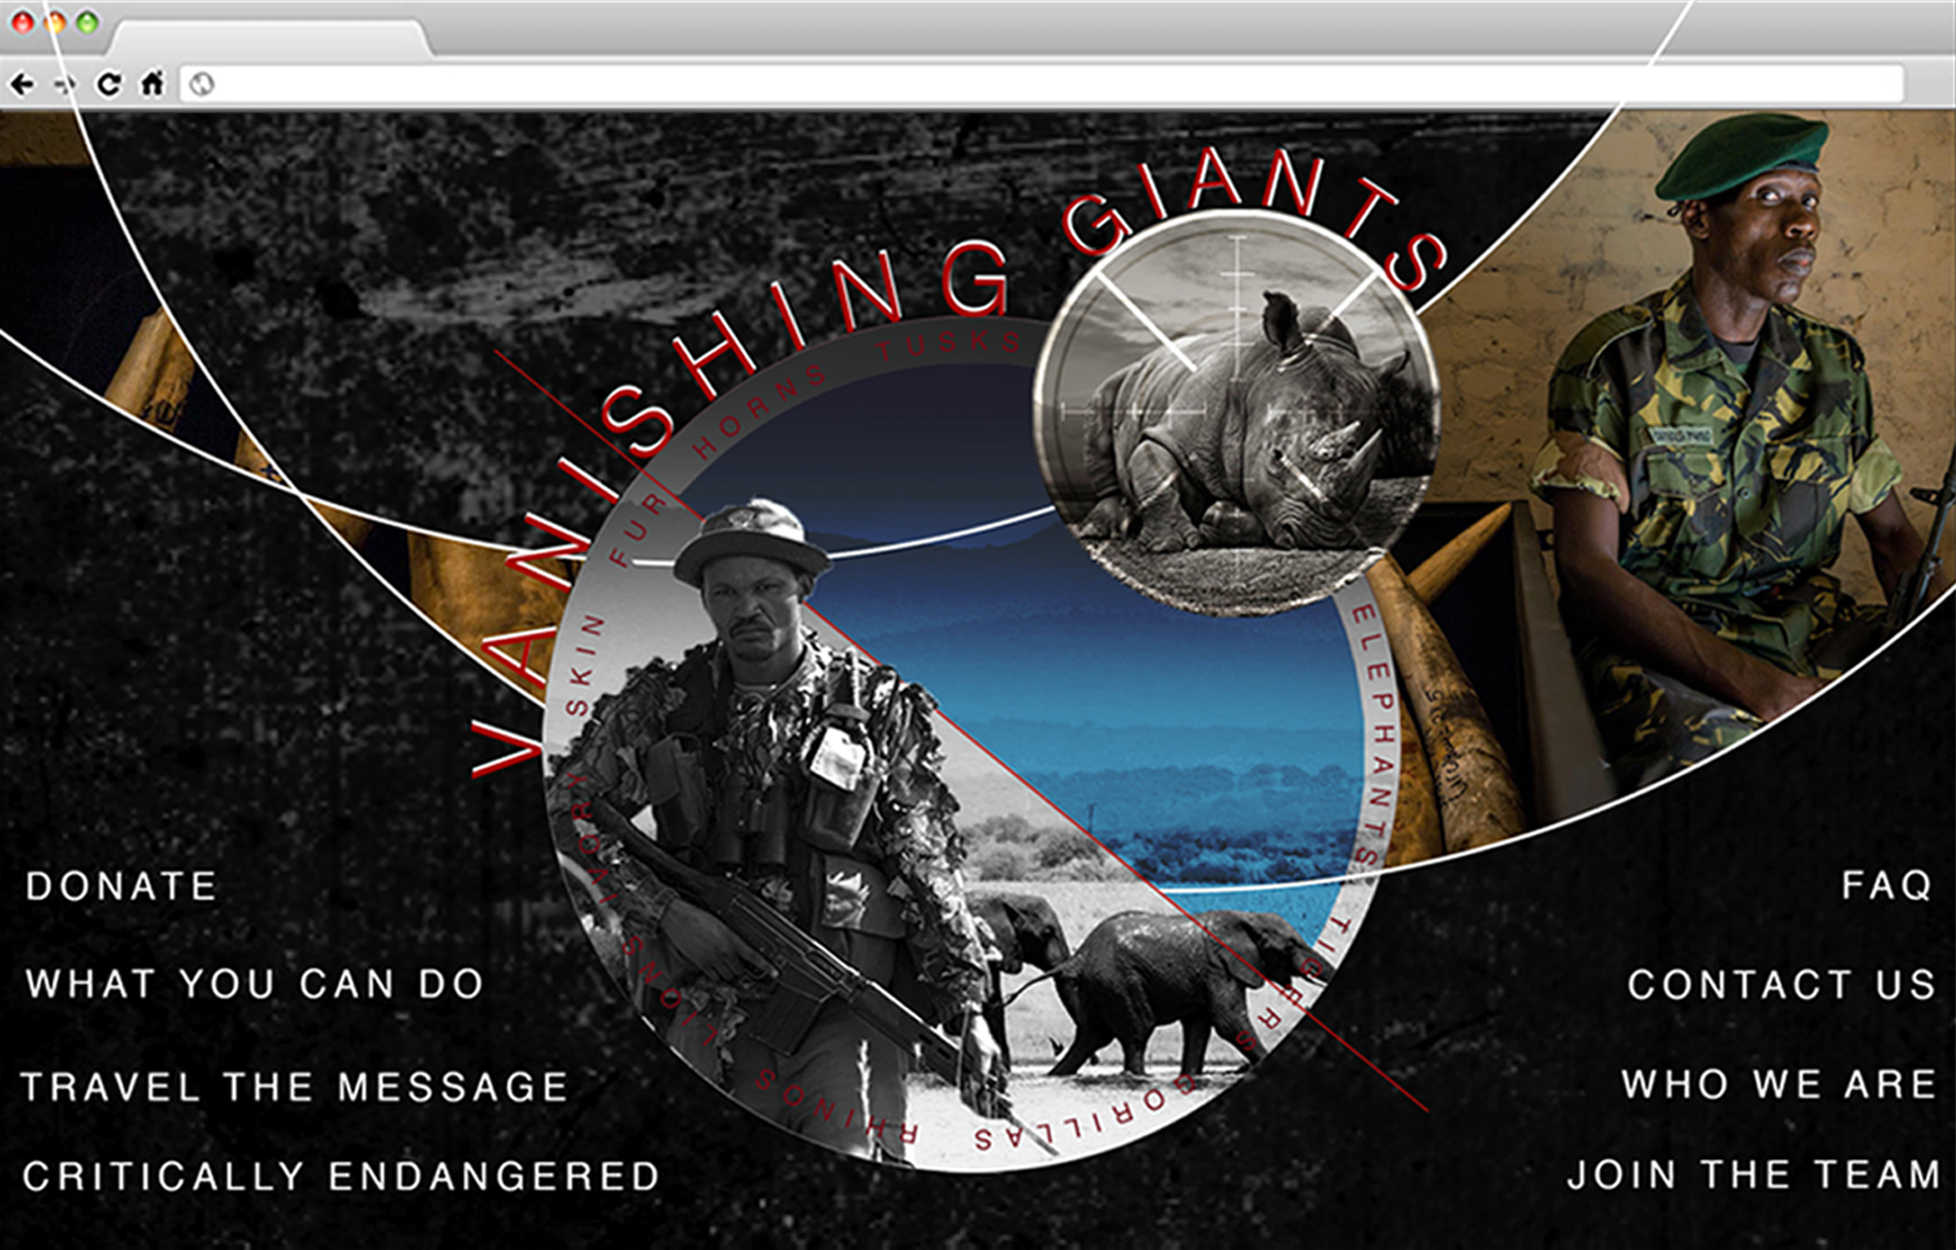 VANISHING GIANTS
TUSKS
HORNS
FUR
SKIN
IVORY
LIONS
RHINOS
GORILLAS
TIGERS
ELEPHANTS
DONATE
WHAT YOU CAN DO
TRAVEL THE MESSAGE
CRITICALLY ENDANGERED
FAQ
CONTACT US
WHO WE ARE
JOIN THE TEAM